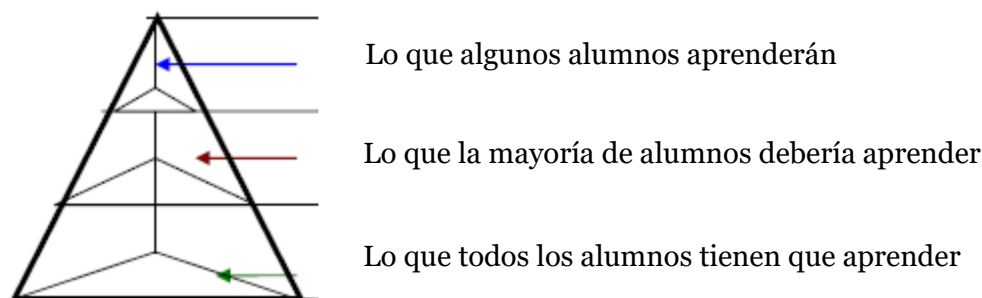 Lo que algunos alumnos aprenderán
Lo que la mayoría de alumnos debería aprender
Lo que todos los alumnos tienen que aprender